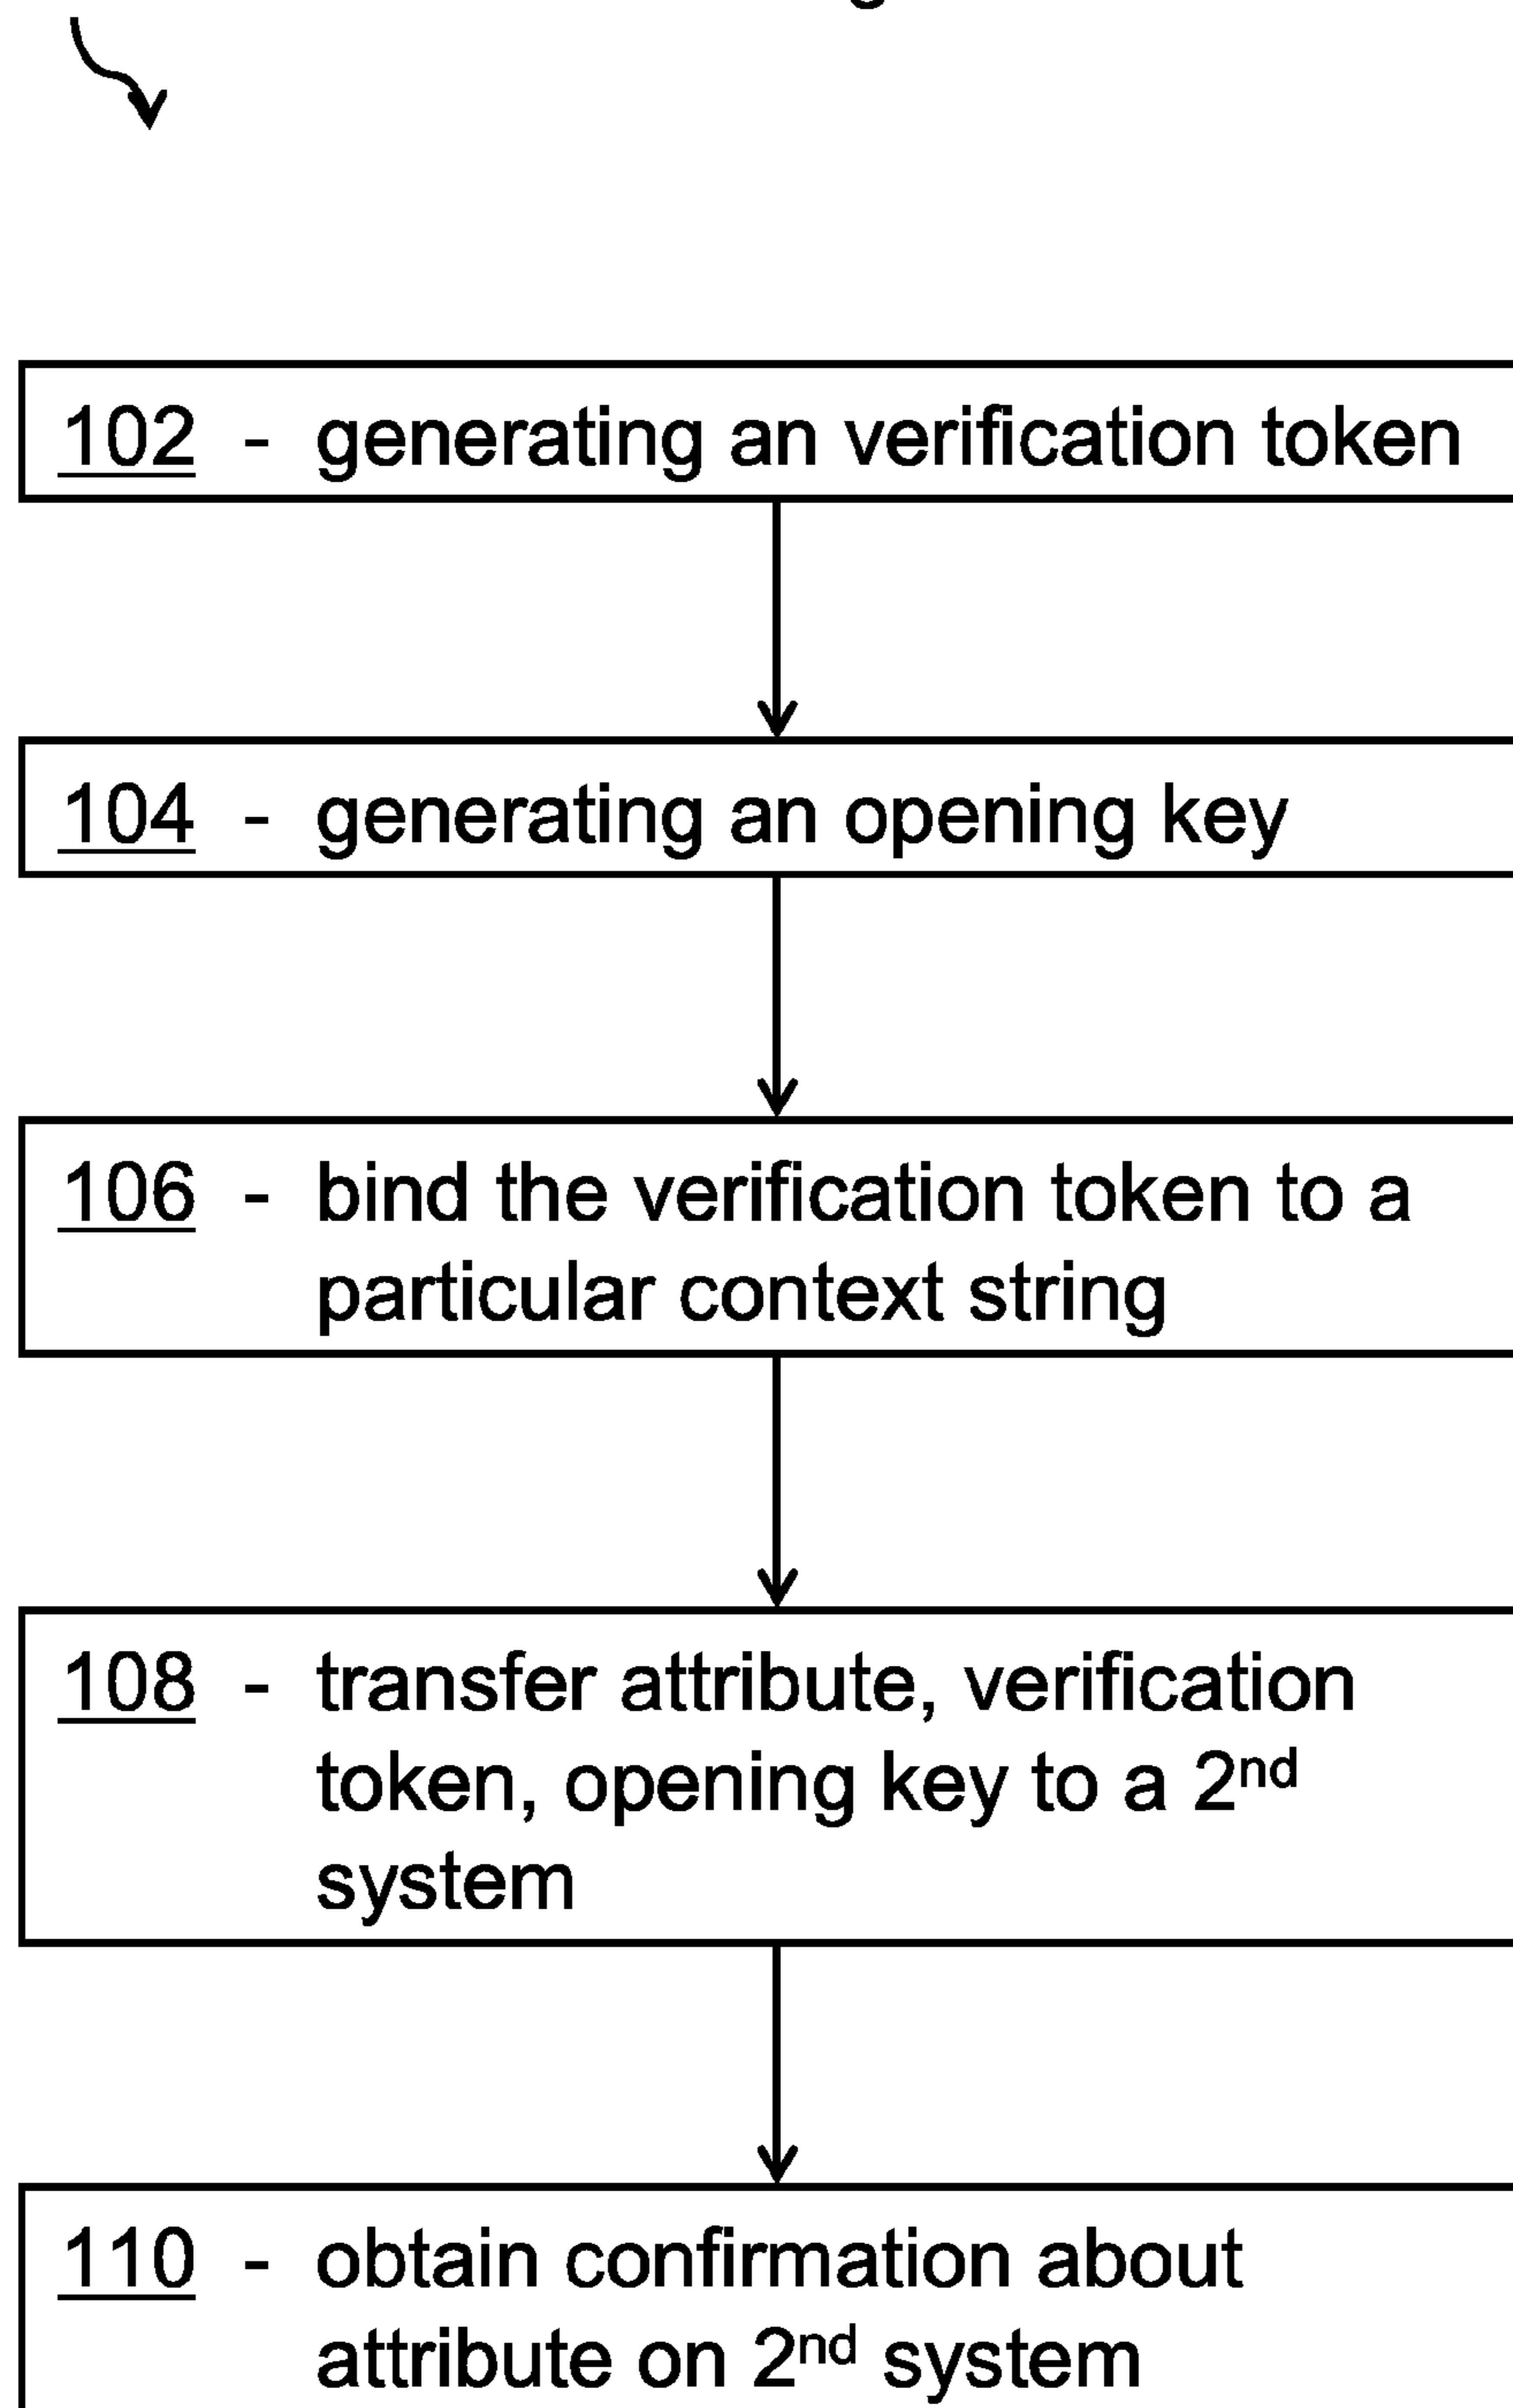 102 - generating an verification token
104 - generating an opening key
106 - bind the verification token to a
particular context string
108 - transfer attribute, verification
token, opening key to a 2nd
system
110 - obtain confirmation about
attribute on 2nd system